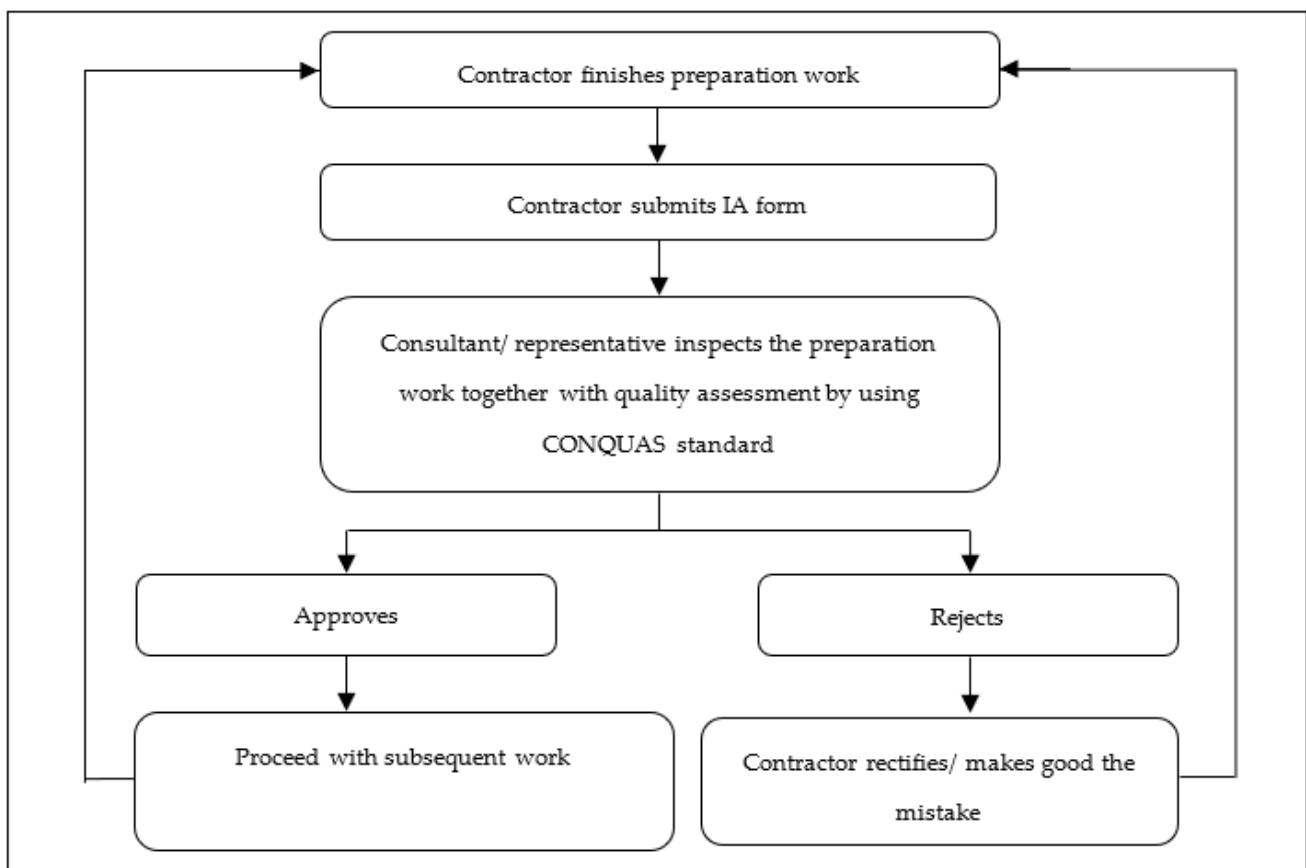 Contractor finishes preparation work
Contractor submits IA form
Consultant/ representative inspects the preparation
work together with quality assessment by using
CONQUAS standard
Approves
Rejects
Proceed with subsequent work
Contractor rectifies/ makes good the
mistake